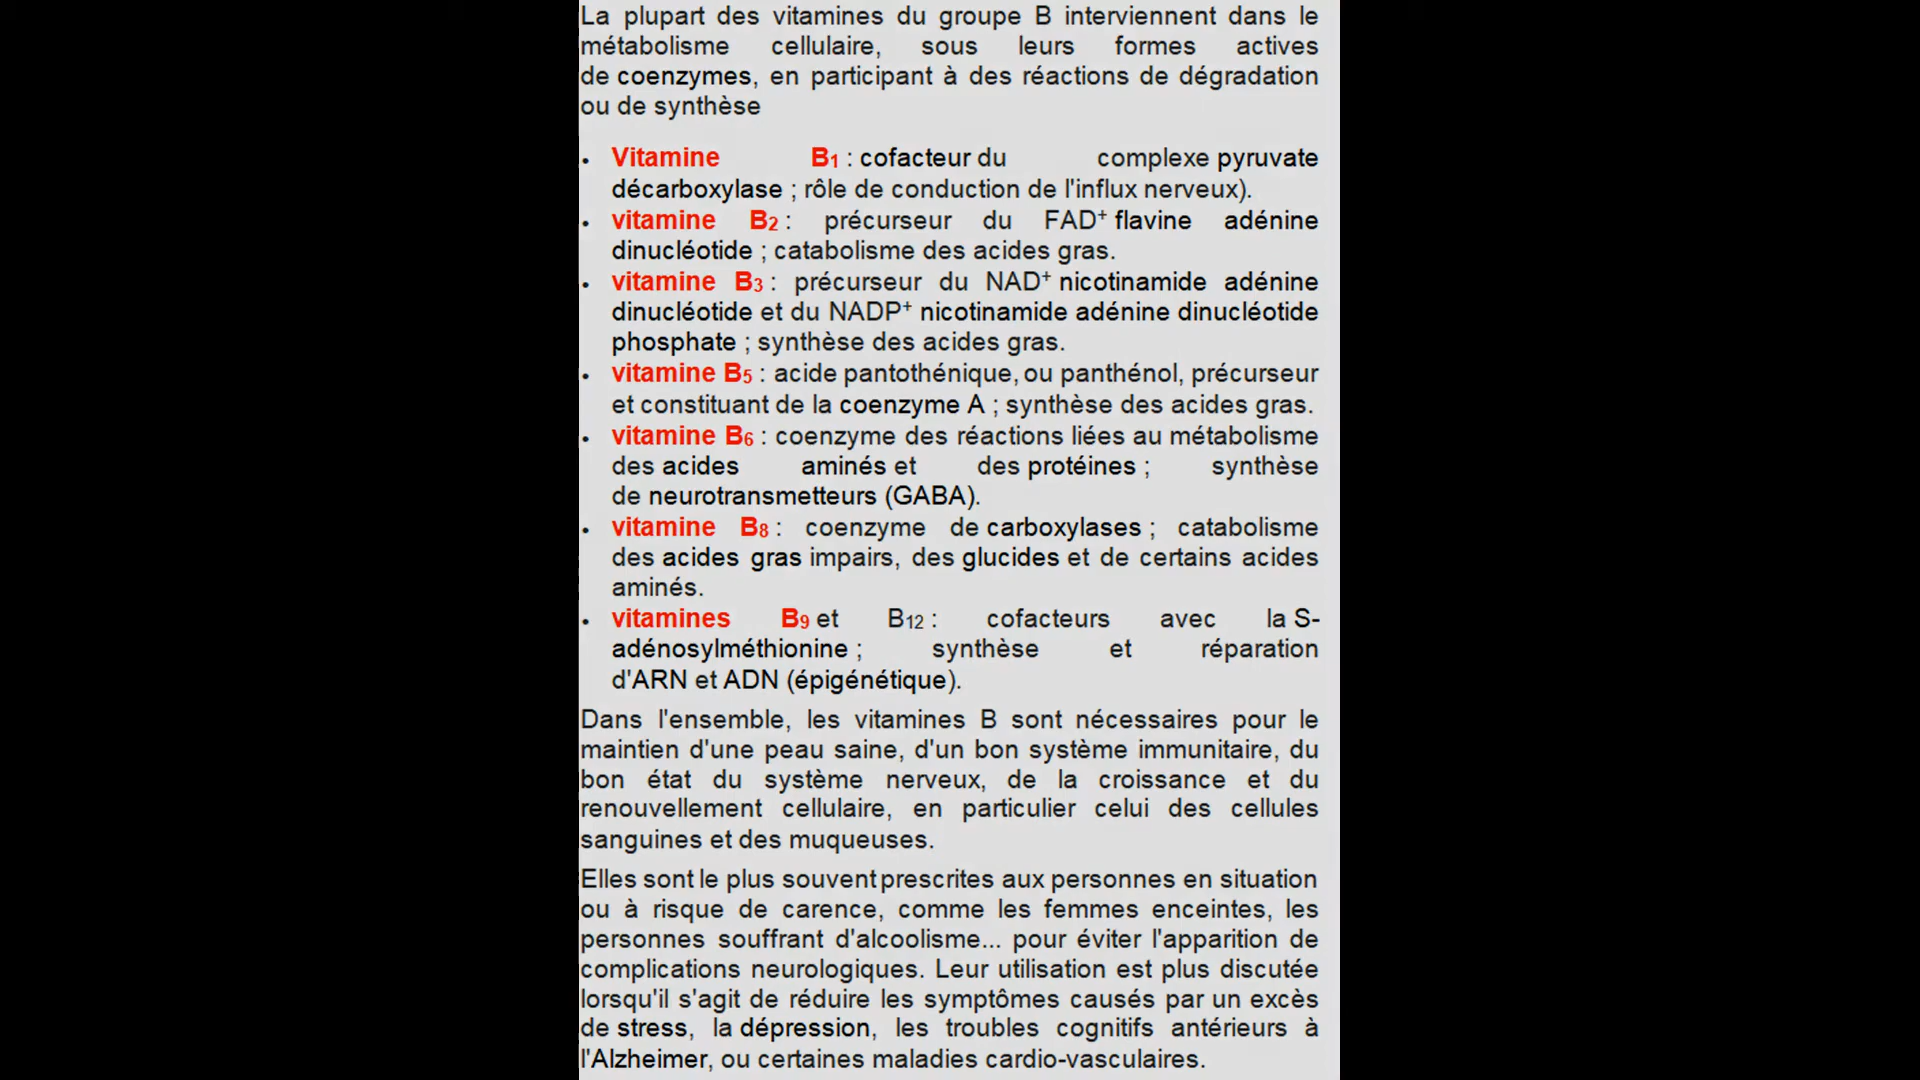 La plupart des vitamines du groupe B interviennent dans le
métabolisme cellulaire, sous leurs formes actives
de coenzymes, en participant à des réactions de dégradation
ou de synthèse
• Vitamine B1 : cofacteur du complexe pyruvate
décarboxylase ; rôle de conduction de l'influx nerveux).
• vitamine B2 : précurseur du FAD+ flavine adénine
dinucléotide ; catabolisme des acides gras.
• vitamine B3 : précurseur du NAD+ nicotinamide adénine
dinucléotide et du NADP+ nicotinamide adénine dinucléotide
phosphate ; synthèse des acides gras.
• vitamine B5 : acide pantothénique, ou panthénol, précurseur
et constituant de la coenzyme A ; synthèse des acides gras.
• vitamine B6 : coenzyme des réactions liées au métabolisme
des acides aminés et des protéines ; synthèse
de neurotransmetteurs (GABA).
• vitamine B8 : coenzyme de carboxylases ; catabolisme
des acides gras impairs, des glucides et de certains acides
aminés.
• vitamines B9 et B12 : cofacteurs avec la S-
adénosylméthionine ; synthèse et réparation
d'ARN et ADN (épigénétique).
Dans l'ensemble, les vitamines B sont nécessaires pour le
maintien d'une peau saine, d'un bon système immunitaire, du
bon état du système nerveux, de la croissance et du
renouvellement cellulaire, en particulier celui des cellules
sanguines et des muqueuses.
Elles sont le plus souvent prescrites aux personnes en situation
ou à risque de carence, comme les femmes enceintes, les
personnes souffrant d'alcoolisme... pour éviter l'apparition de
complications neurologiques. Leur utilisation est plus discutée
lorsqu'il s'agit de réduire les symptômes causés par un excès
de stress, la dépression, les troubles cognitifs antérieurs à
l'Alzheimer, ou certaines maladies cardio-vasculaires.